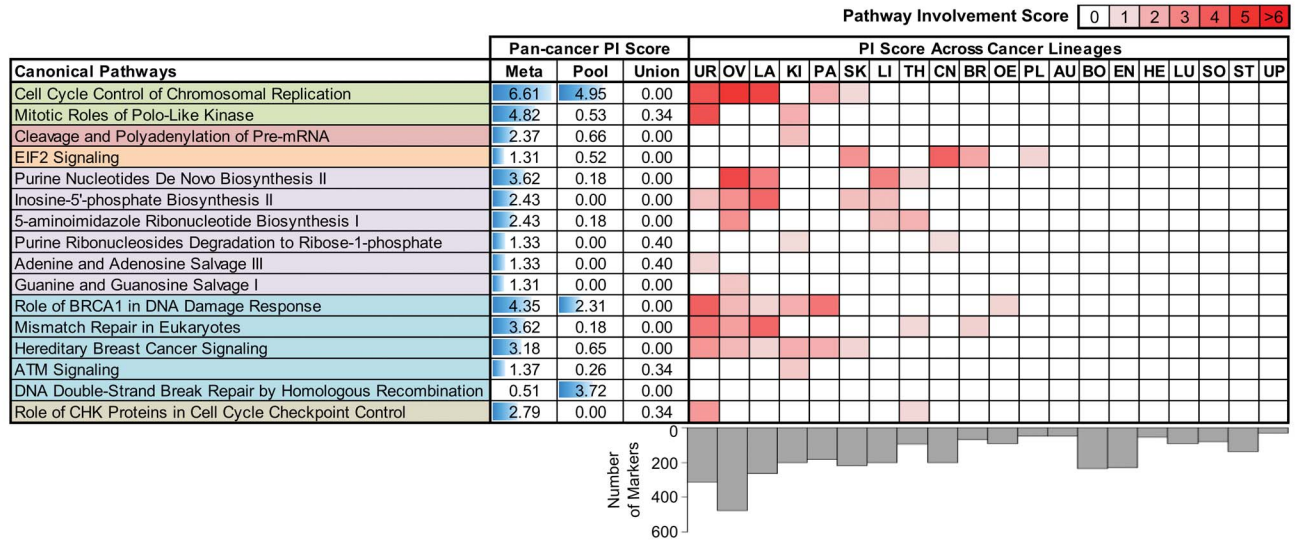 Pathway Involvement Score 0 1 2 3 4 5 >6
Pan-cancer PI Score PI Score Across Cancer Lineages
Canonical Pathways Meta Pool Union UR OV LA KI PA SK LI TH CN BR OE PL AU BO EN HE LU SO ST UP
Cell Cycle Control of Chromosomal Replication 6.61 4.95 0.00
Mitotic Roles of Polo-Like Kinase 4.82 0.53 0.34
Cleavage and Polyadenylation of Pre-mRNA 2.37 0.66 0.00
EIF2 Signaling 1.31 0.52 0.00
Purine Nucleotides De Novo Biosynthesis II 3.62 0.18 0.00
Inosine-5'-phosphate Biosynthesis II 2.43 0.00 0.00
5-aminoimidazole Ribonucleotide Biosynthesis I 2.43 0.18 0.00
Purine Ribonucleosides Degradation to Ribose-1-phosphate 1.33 0.00 0.40
Adenine and Adenosine Salvage III 1.33 0.00 0.40
Guanine and Guanosine Salvage I 1.31 0.00 0.00
Role of BRCA1 in DNA Damage Response 4.35 2.31 0.00
Mismatch Repair in Eukaryotes 3.62 0.18 0.00
Hereditary Breast Cancer Signaling 3.18 0.65 0.00
ATM Signaling 1.37 0.26 0.34
DNA Double-Strand Break Repair by Homologous Recombination 0.51 3.72 0.00
Role of CHK Proteins in Cell Cycle Checkpoint Control 2.79 0.00 0.34
Number
of Markers
0
200
400
600